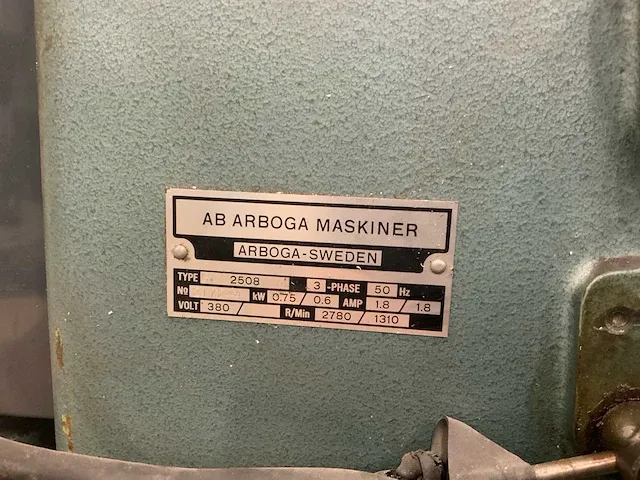 AB ARBOGA MASKINER
ARBOGA-SWEDEN
TYPE 2508 3 -PHASE 50 Hz
No kW 0.75 / 0.6 AMP 1.8 / 1.8
VOLT 380 / R/Min 2780 / 1310